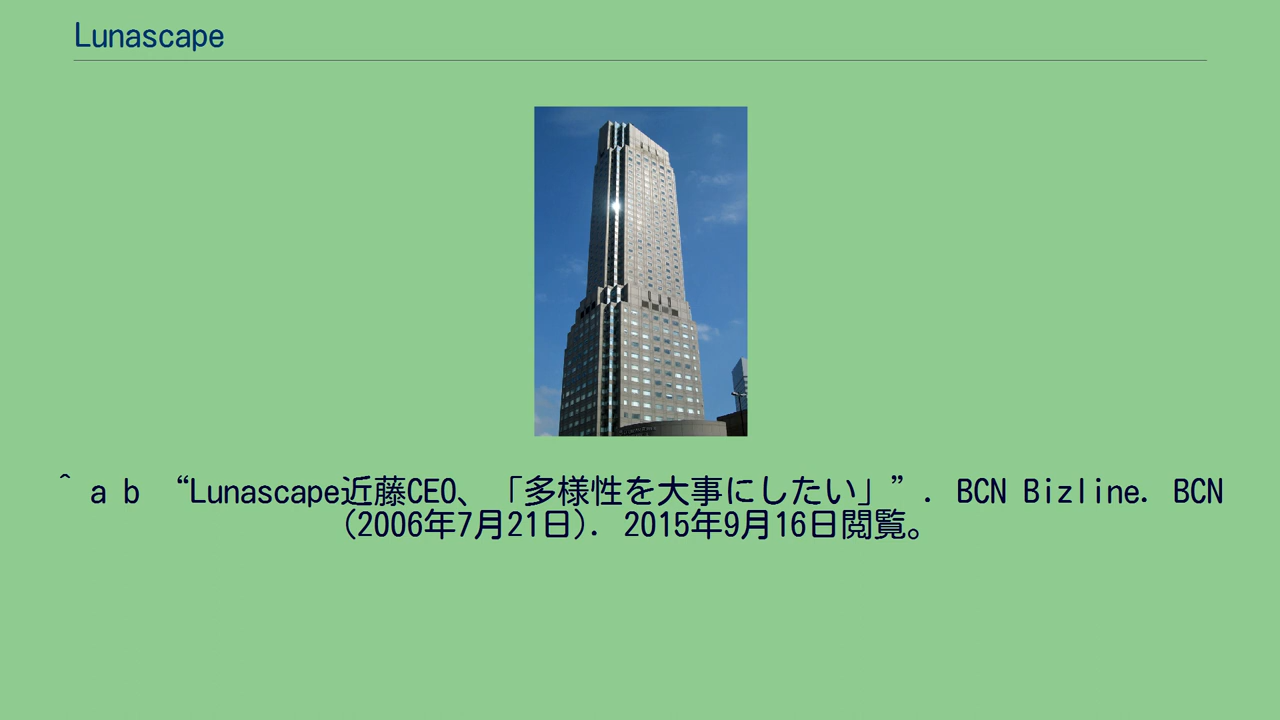 Lunascape
^ a b “Lunascape近藤CEO、「多様性を大事にしたい」”. BCN Bizline. BCN
(2006年7月21日). 2015年9月16日閲覧。